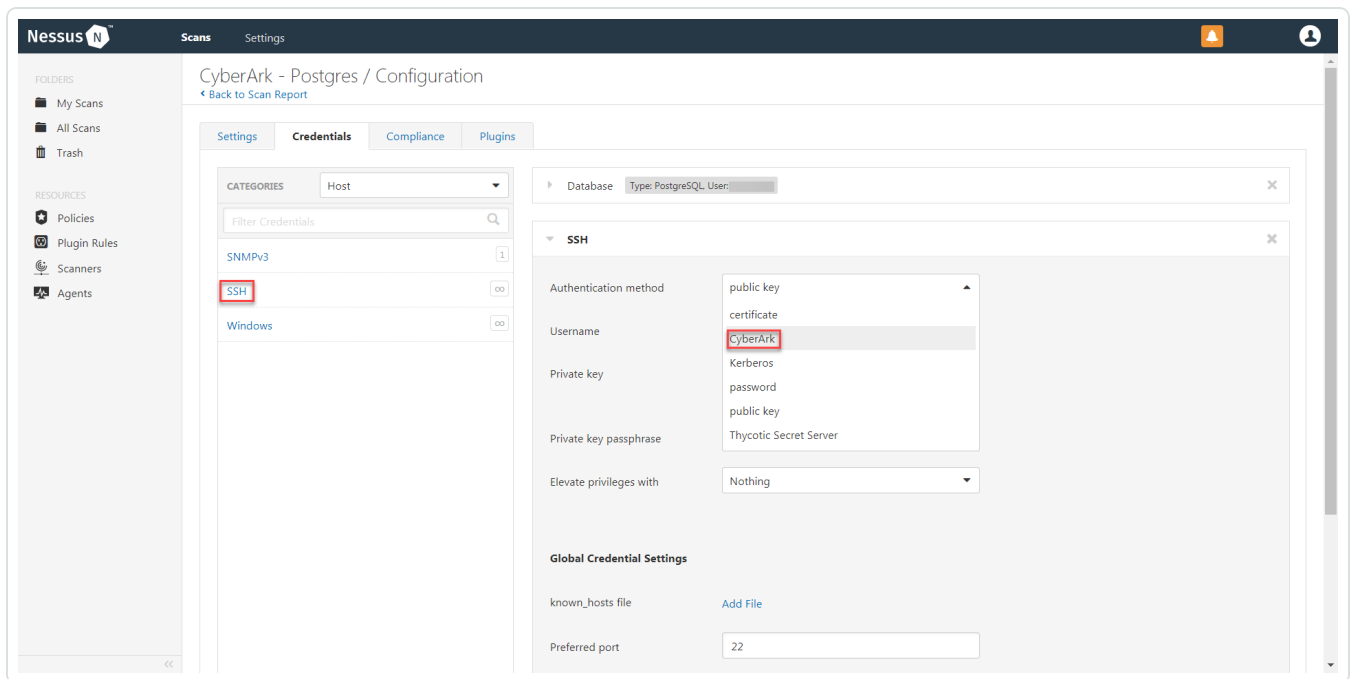 Nessus N ™
Scans Settings
FOLDERS
My Scans
All Scans
Trash
RESOURCES
Policies
Plugin Rules
Scanners
Agents
CyberArk - Postgres / Configuration
Back to Scan Report
Settings Credentials Compliance Plugins
CATEGORIES Host
Filter Credentials
SNMPv3 1
SSH ∞
Windows ∞
Database Type: PostgreSQL, User:
SSH
Authentication method public key
certificate
CyberArk
Kerberos
password
public key
Thycotic Secret Server
Username
Private key
Private key passphrase
Elevate privileges with Nothing
Global Credential Settings
known_hosts file Add File
Preferred port 22